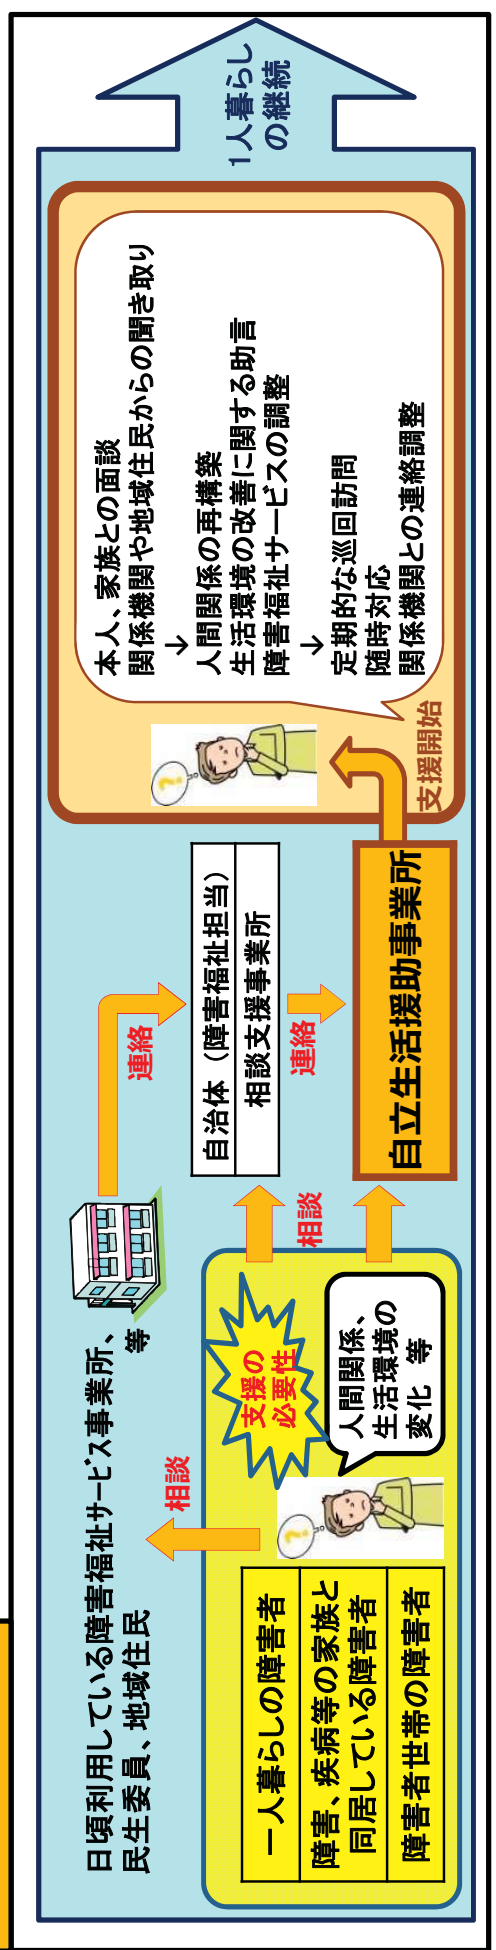 日頃利用している障害福祉サービス事業所、
民生委員、地域住民
等
相談
連絡
一人暮らしの障害者
障害、疾病等の家族と
同居している障害者
障害者世帯の障害者
支援の
必要性
人間関係、
生活環境の
変化 等
相談
自治体（障害福祉担当）
相談支援事業所
連絡
自立生活援助事業所
支援開始
本人、家族との面談
関係機関や地域住民からの聞き取り
↓
人間関係の再構築
生活環境の改善に関する助言
障害福祉サービスの調整
↓
定期的な巡回訪問
随時対応
関係機関との連絡調整
1人暮らし
の継続